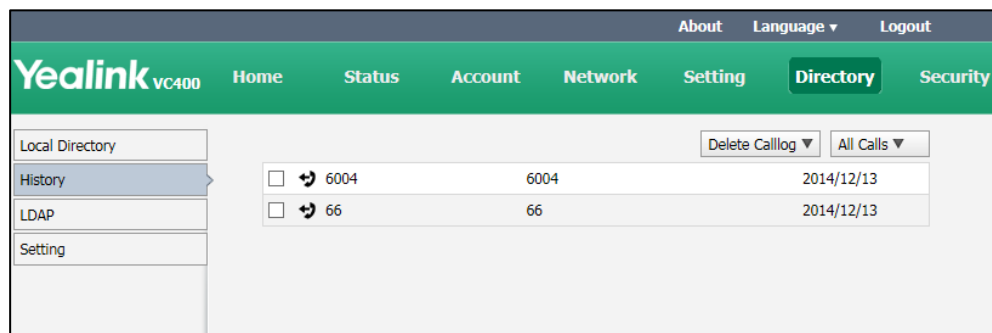 About Language ▾ Logout
Yealink VC400 Home Status Account Network Setting Directory Security
Local Directory
Delete Calllog ▼ All Calls ▼
History
6004 6004 2014/12/13
LDAP
66 66 2014/12/13
Setting